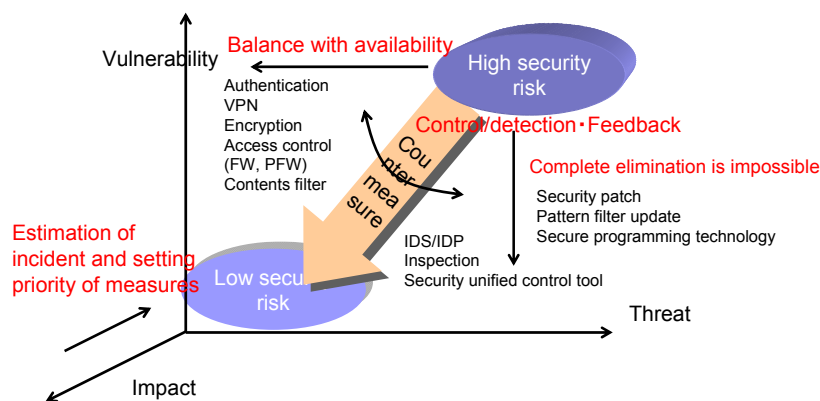 Vulnerability
Balance with availability
High security
risk
Authentication
VPN
Encryption
Access control
(FW, PFW)
Contents filter
Control/detection・Feedback
Cou
nter
mea
sure
Complete elimination is impossible
Security patch
Pattern filter update
Secure programming technology
Estimation of
incident and setting
priority of measures
IDS/IDP
Inspection
Security unified control tool
Low secu
risk
Threat
Impact